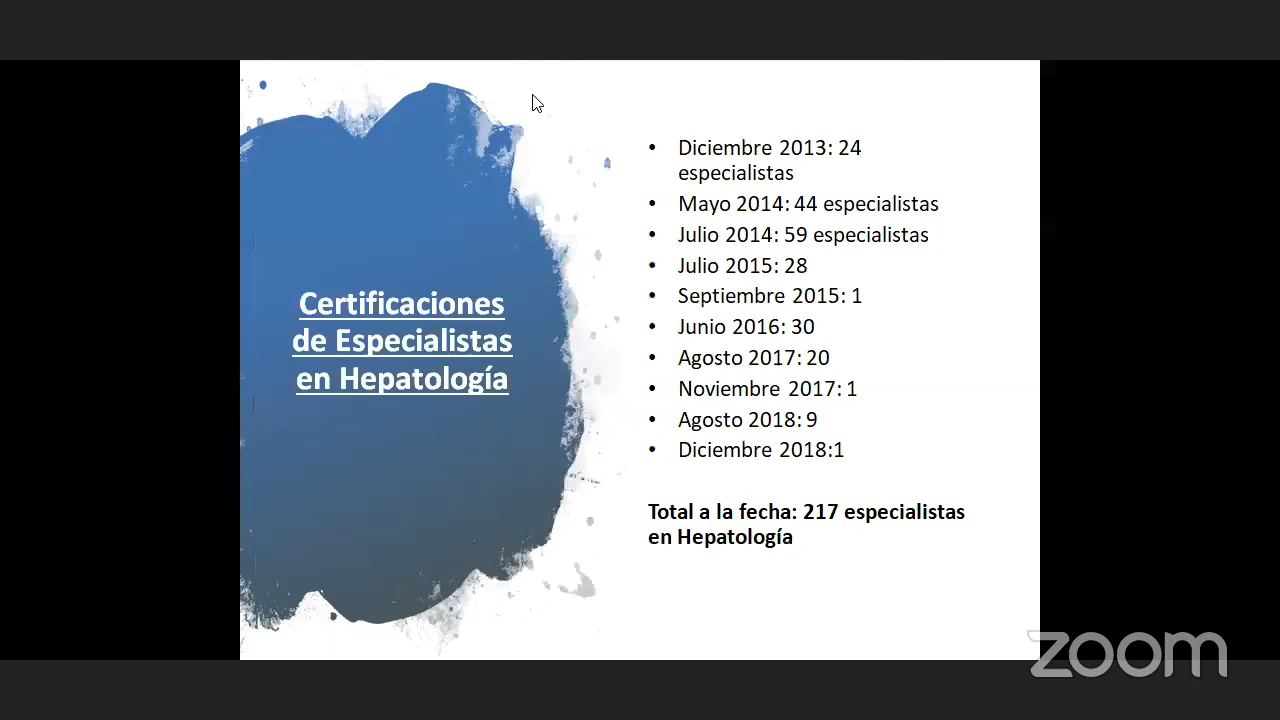 Certificaciones
de Especialistas
en Hepatología
• Diciembre 2013: 24
especialistas
• Mayo 2014: 44 especialistas
• Julio 2014: 59 especialistas
• Julio 2015: 28
• Septiembre 2015: 1
• Junio 2016: 30
• Agosto 2017: 20
• Noviembre 2017: 1
• Agosto 2018: 9
• Diciembre 2018:1
Total a la fecha: 217 especialistas
en Hepatología
zoom